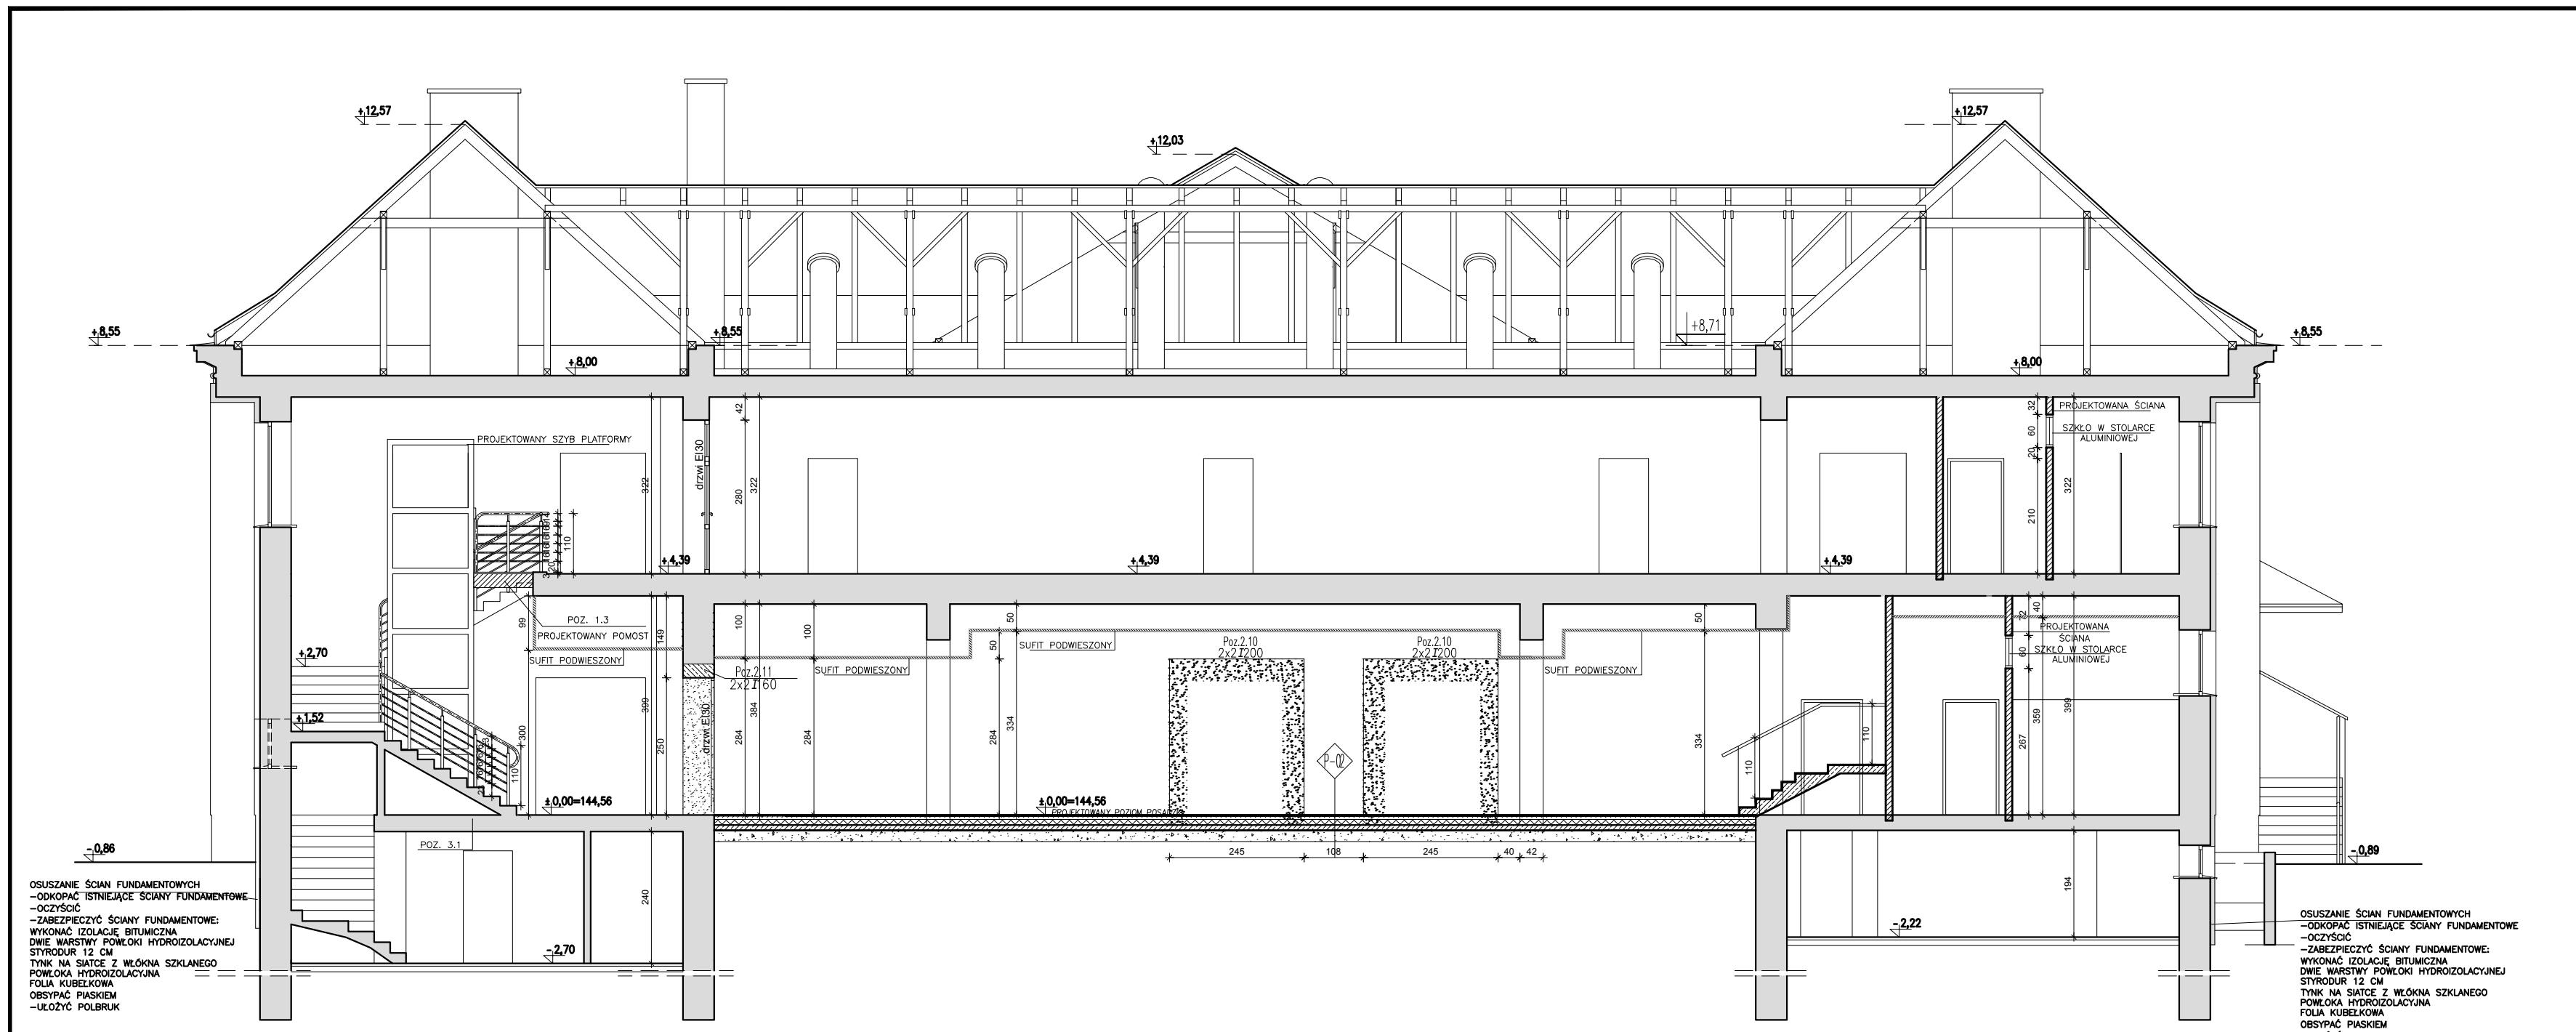 +12,57
+12,03
+12,57
+8,55
+8,55
+8,71
+8,55
+8,00
+8,00
42
32
PROJEKTOWANA ŚCIANA
SZKŁO W STOLARCE
ALUMINIOWEJ
60
20
PROJEKTOWANY SZYB PLATFORMY
drzwi EI30
322
280
322
322
210
110
20
+4,39
+4,39
+4,39
POZ. 1.3
PROJEKTOWANY POMOST
SUFIT PODWIESZONY
99
149
100
100
50
50
50
SUFIT PODWIESZONY
SUFIT PODWIESZONY
SUFIT PODWIESZONY
Poz.2.10
2x2I200
Poz.2.10
2x2I200
40
PROJEKTOWANA
ŚCIANA
SZKŁO W STOLARCE
ALUMINIOWEJ
60
+2,70
Poz.2.11
2x2I160
+1,52
drzwi EI30
399
300
250
384
334
284
284
284
334
399
359
267
110
110
110
P-02
±0,00=144,56
±0,00=144,56
PROJEKTOWANY POZIOM POSADZKI
POZ. 3.1
245
108
245
40
42
-0,86
-0,89
240
194
-2,70
-2,22
OSUSZANIE ŚCIAN FUNDAMENTOWYCH
-ODKOPAĆ ISTNIEJĄCE ŚCIANY FUNDAMENTOWE
-OCZYŚCIĆ
-ZABEZPIECZYĆ ŚCIANY FUNDAMENTOWE:
WYKONAĆ IZOLACJĘ BITUMICZNA
DWIE WARSTWY POWŁOKI HYDROIZOLACYJNEJ
STYRODUR 12 CM
TYNK NA SIATCE Z WŁÓKNA SZKLANEGO
POWŁOKA HYDROIZOLACYJNA
FOLIA KUBEŁKOWA
OBSYPAĆ PIASKIEM
-UŁOŻYĆ POLBRUK
OSUSZANIE ŚCIAN FUNDAMENTOWYCH
-ODKOPAĆ ISTNIEJĄCE ŚCIANY FUNDAMENTOWE
-OCZYŚCIĆ
-ZABEZPIECZYĆ ŚCIANY FUNDAMENTOWE:
WYKONAĆ IZOLACJĘ BITUMICZNA
DWIE WARSTWY POWŁOKI HYDROIZOLACYJNEJ
STYRODUR 12 CM
TYNK NA SIATCE Z WŁÓKNA SZKLANEGO
POWŁOKA HYDROIZOLACYJNA
FOLIA KUBEŁKOWA
OBSYPAĆ PIASKIEM